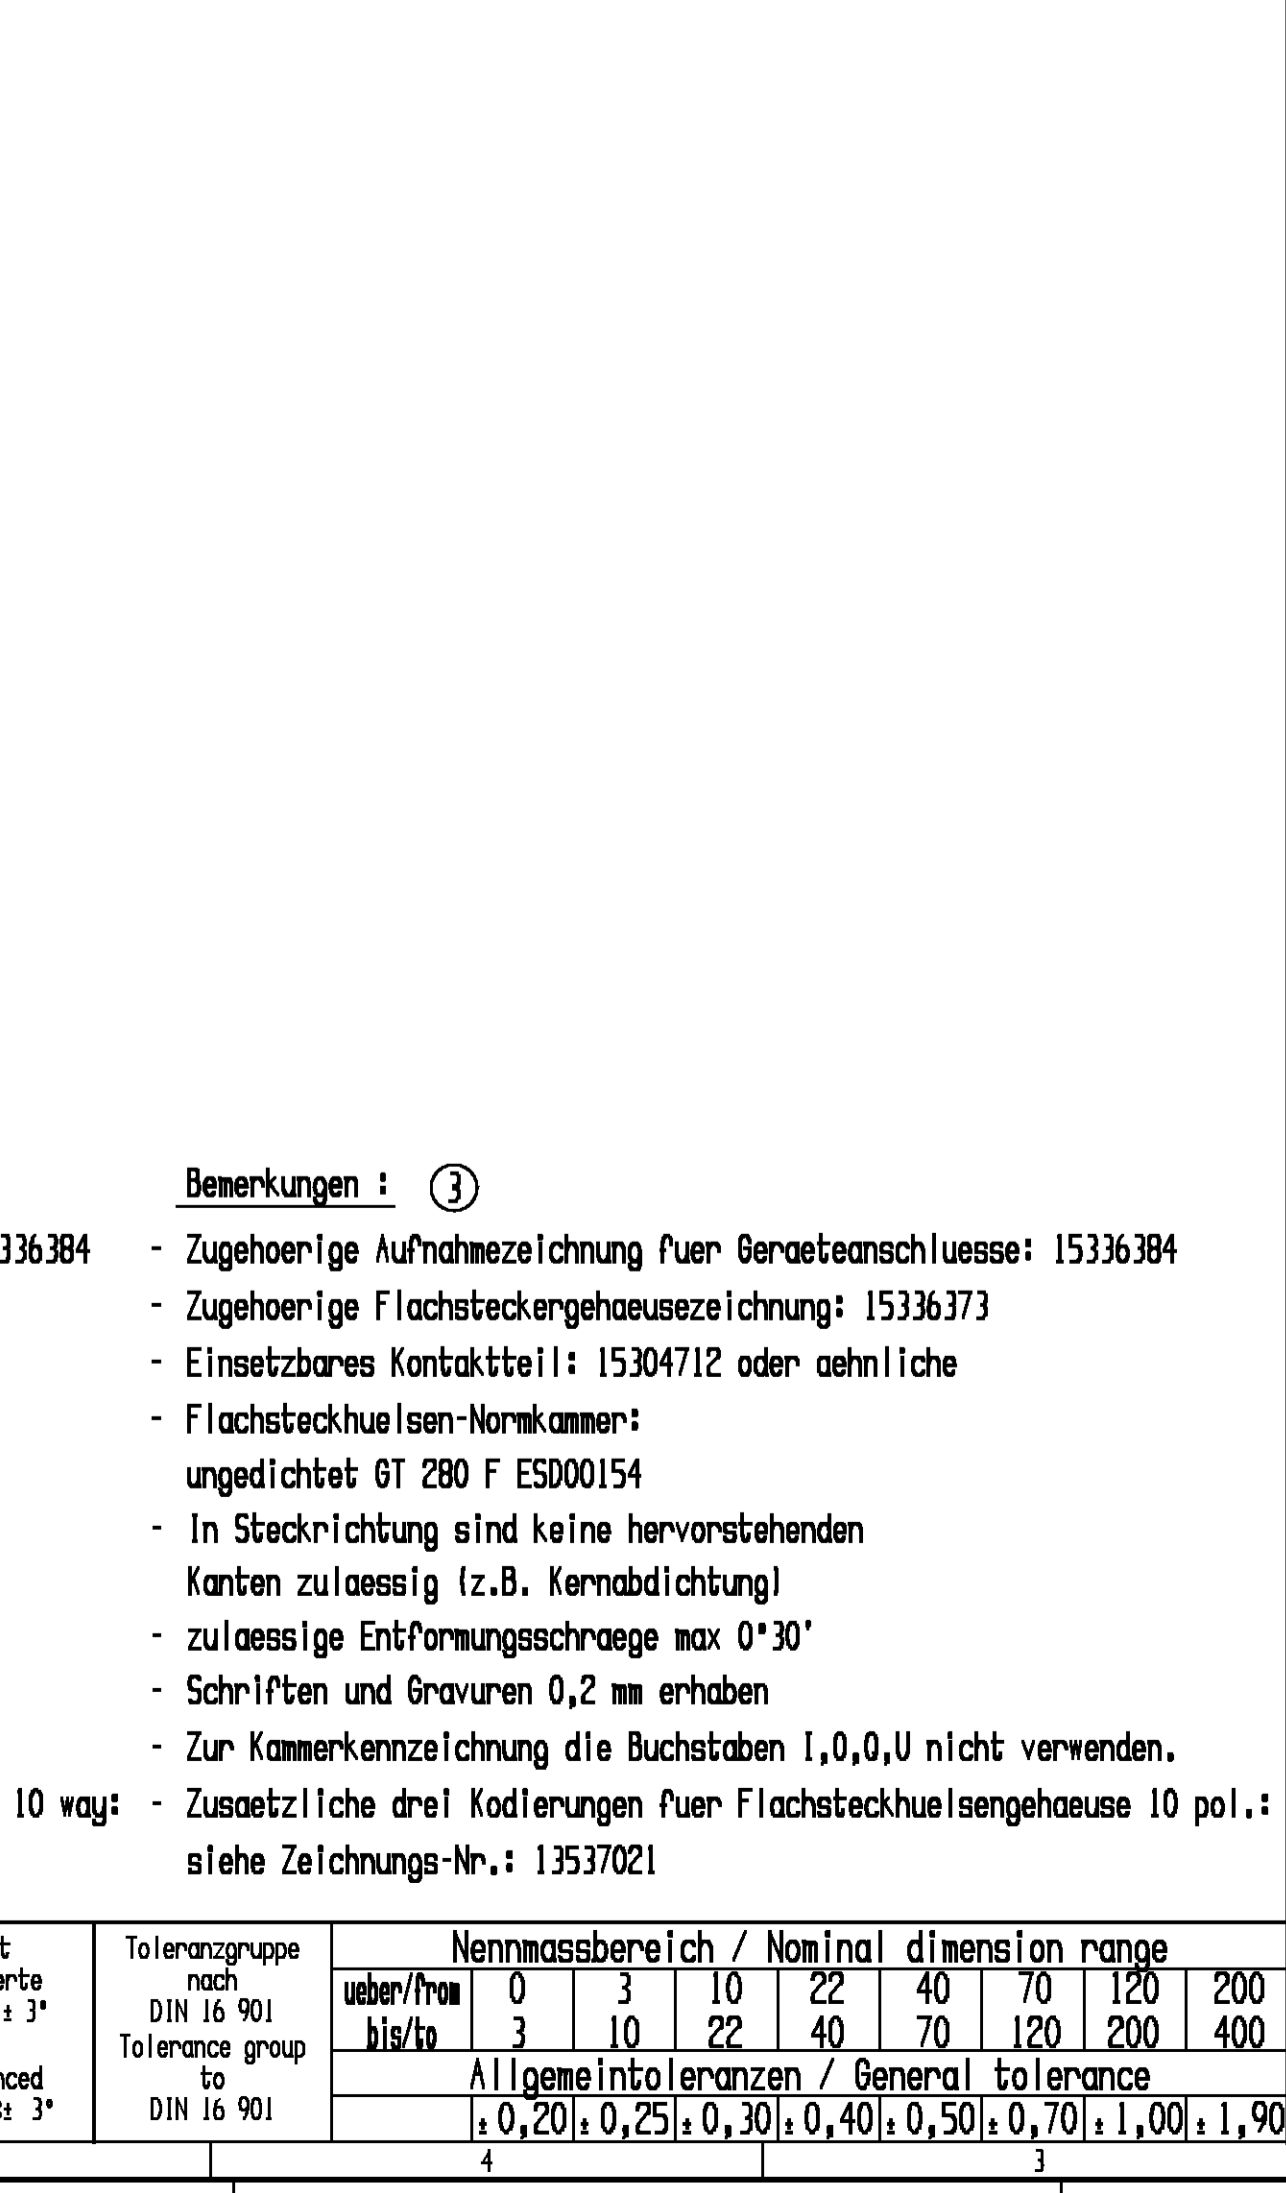 Bemerkungen : 3
336384 - Zugehoerige Aufnahmezeichnung fuer Geraeteanschluesse: 15336384
- Zugehoerige Flachsteckergehaeusezeichnung: 15336373
- Einsetzbares Kontaktteil: 15304712 oder aehnliche
- Flachsteckhuelsen-Normkammer:
ungedichtet GT 280 F ESD00154
- In Steckrichtung sind keine hervorstehenden
Kanten zulaessig (z.B. Kernabdichtung)
- zulaessige Entformungsschraege max 0°30'
- Schriften und Gravuren 0,2 mm erhaben
- Zur Kammerkennzeichnung die Buchstaben I,O,Q,U nicht verwenden.
10 way: - Zusaetzliche drei Kodierungen fuer Flachsteckhuelsengehaeuse 10 pol.:
siehe Zeichnungs-Nr.: 13537021
t
erte
± 3°
nced
± 3°
Toleranzgruppe
nach
DIN 16 901
Tolerance group
to
DIN 16 901
Nennmassbereich / Nominal dimension range
ueber/from 0 3 10 22 40 70 120 200
bis/to 3 10 22 40 70 120 200 400
Allgemeintoleranzen / General tolerance
± 0,20 ± 0,25 ± 0,30 ± 0,40 ± 0,50 ± 0,70 ± 1,00 ± 1,90
4 3